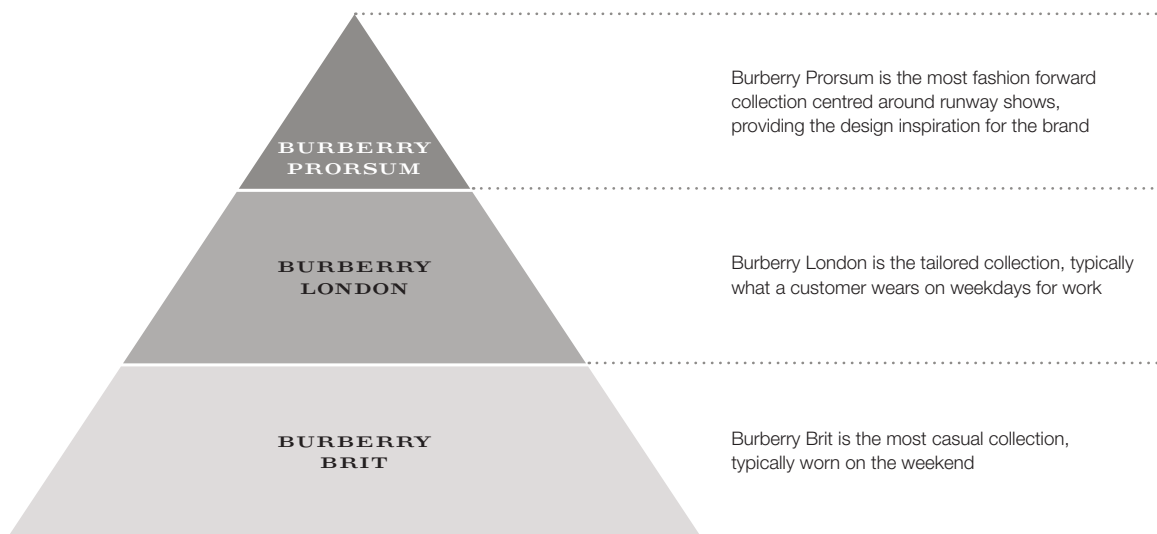 BURBERRY
PRORSUM
Burberry Prorsum is the most fashion forward
collection centred around runway shows,
providing the design inspiration for the brand
BURBERRY
LONDON
Burberry London is the tailored collection, typically
what a customer wears on weekdays for work
BURBERRY
BRIT
Burberry Brit is the most casual collection,
typically worn on the weekend